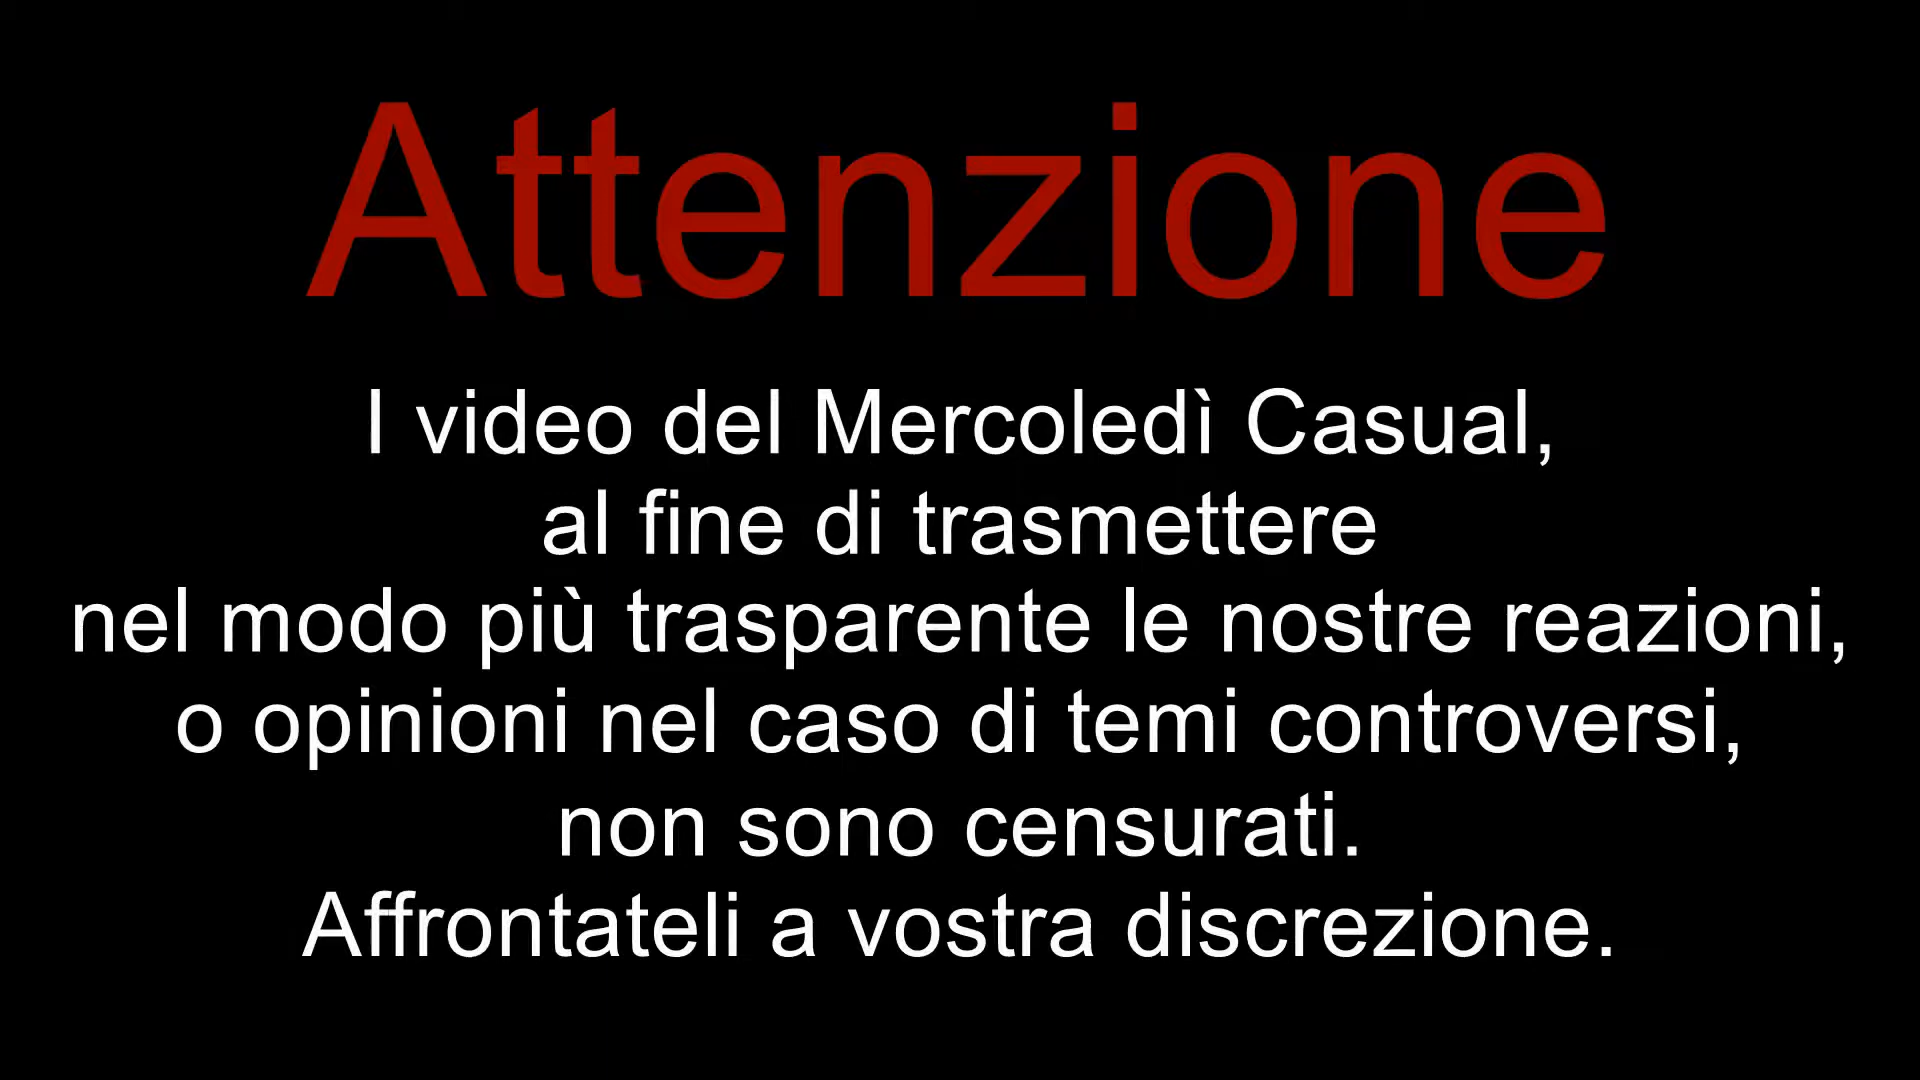 Attenzione
I video del Mercoledì Casual,
al fine di trasmettere
nel modo più trasparente le nostre reazioni,
o opinioni nel caso di temi controversi,
non sono censurati.
Affrontateli a vostra discrezione.